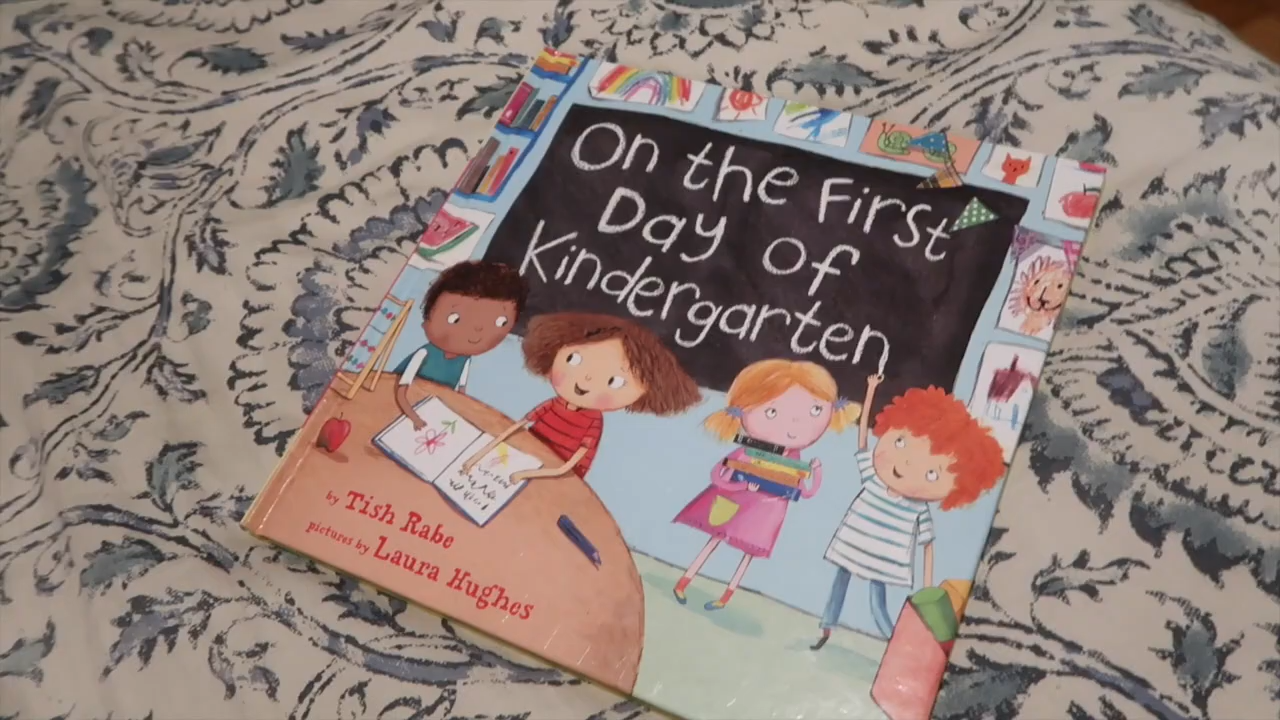 On the First
Day of
Kindergarten
by Tish Rabe
pictures by Laura Hughes